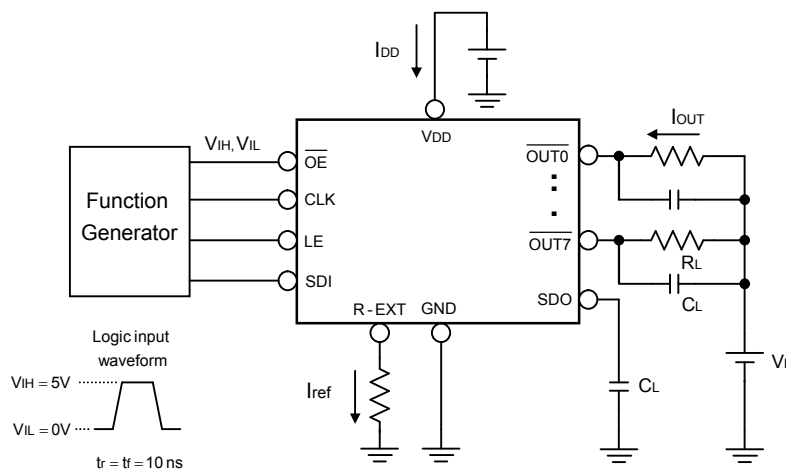 IDD
VDD
IOUT
VIH, VIL
Function
Generator
OE
CLK
LE
SDI
OUT0
OUT7
RL
CL
SDO
R-EXT
GND
Iref
CL
Logic input
waveform
VIH = 5V
VIL = 0V
tr = tf = 10 ns